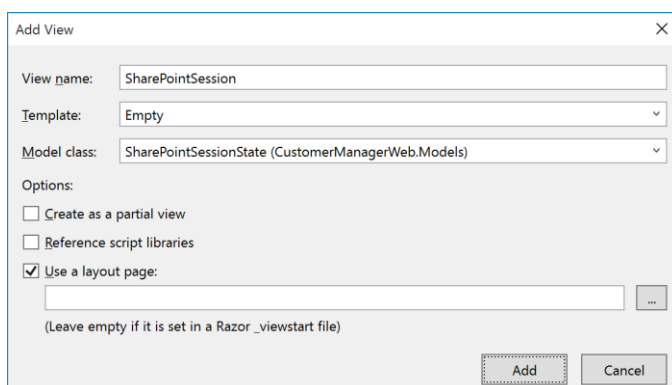 Add View
View name: SharePointSession
Template: Empty
Model class: SharePointSessionState (CustomerManagerWeb.Models)
Options:
Create as a partial view
Reference script libraries
Use a layout page:
...
(Leave empty if it is set in a Razor _viewstart file)
Add Cancel